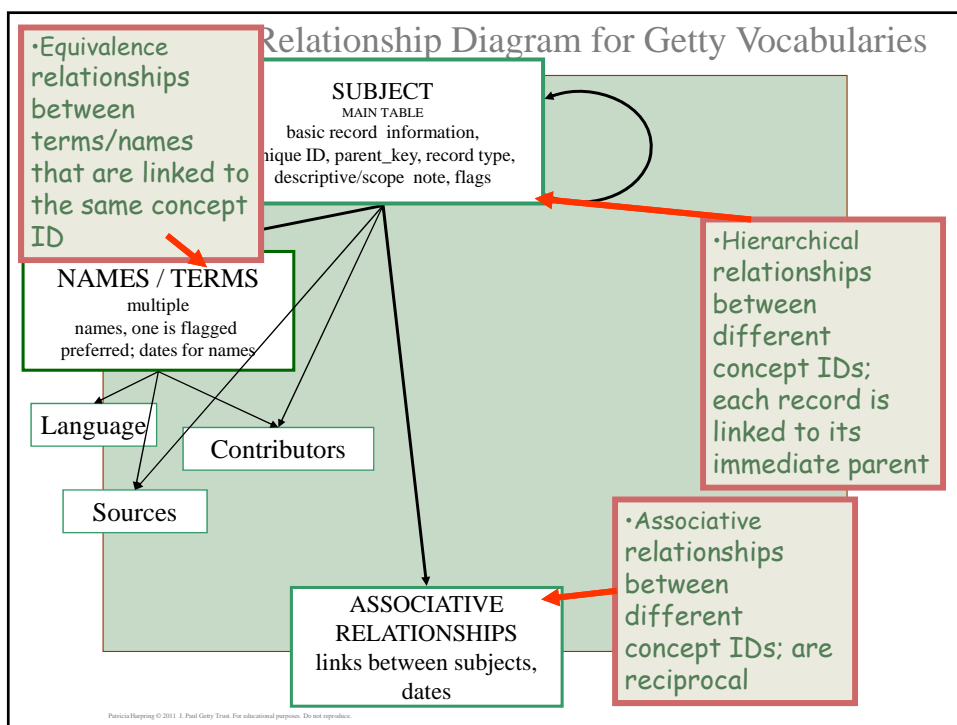 Relationship Diagram for Getty Vocabularies
•Equivalence
relationships
between
terms/names
that are linked to
the same concept
ID
SUBJECT
MAIN TABLE
basic record information,
nique ID, parent_key, record type,
descriptive/scope note, flags
•Hierarchical
relationships
between
different
concept IDs;
each record is
linked to its
immediate parent
NAMES / TERMS
multiple
names, one is flagged
preferred; dates for names
Language
Contributors
Sources
•Associative
relationships
between
different
concept IDs; are
reciprocal
ASSOCIATIVE
RELATIONSHIPS
links between subjects,
dates
Patricia Harpring © 2011 J. Paul Getty Trust. For educational purposes. Do not reproduce.